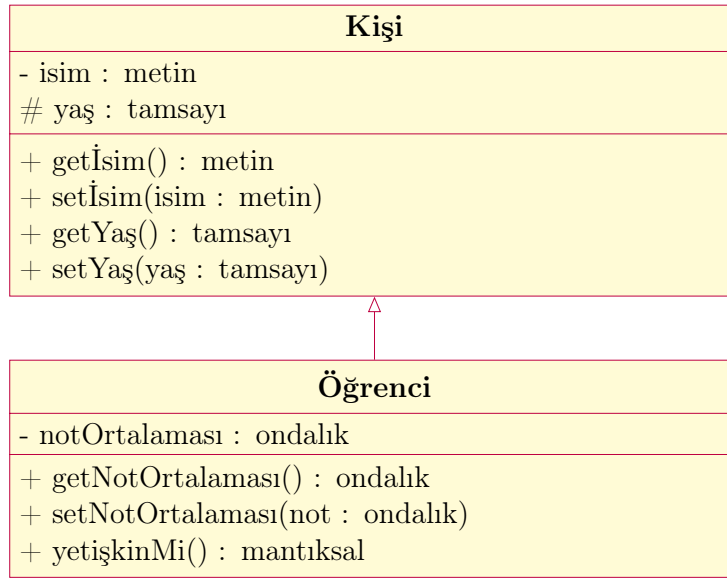 Kişi
- isim : metin
# yaş : tamsayı
+ getİsim() : metin
+ setİsim(isim : metin)
+ getYaş() : tamsayı
+ setYaş(yaş : tamsayı)
Öğrenci
- notOrtalaması : ondalık
+ getNotOrtalaması() : ondalık
+ setNotOrtalaması(not : ondalık)
+ yetişkinMi() : mantıksal